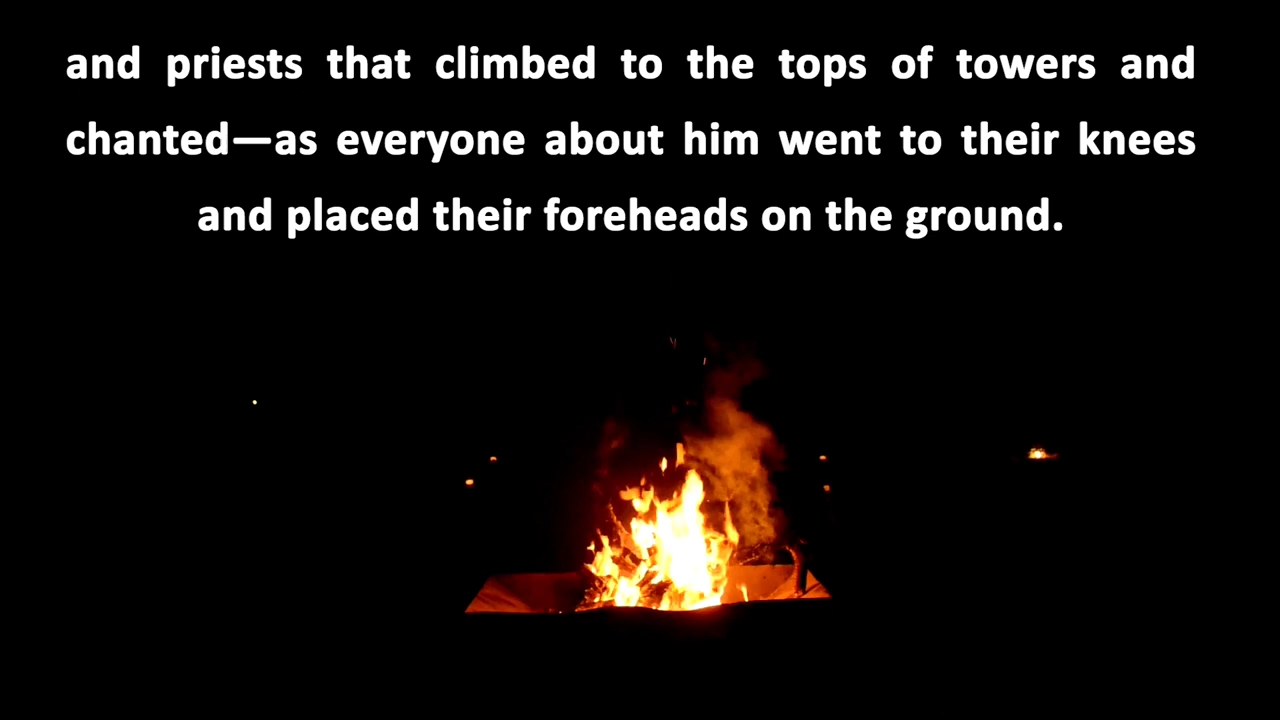 and priests that climbed to the tops of towers and
chanted—as everyone about him went to their knees
and placed their foreheads on the ground.